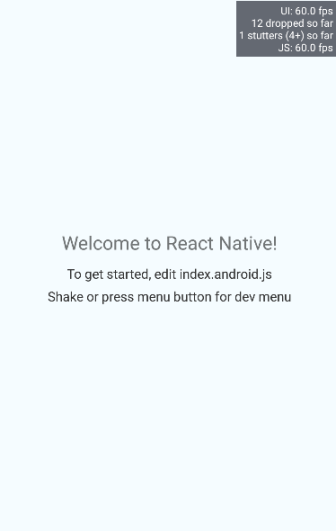 UI: 60.0 fps
12 dropped so far
1 stutters (4+) so far
JS: 60.0 fps
Welcome to React Native!
To get started, edit index.android.js
Shake or press menu button for dev menu